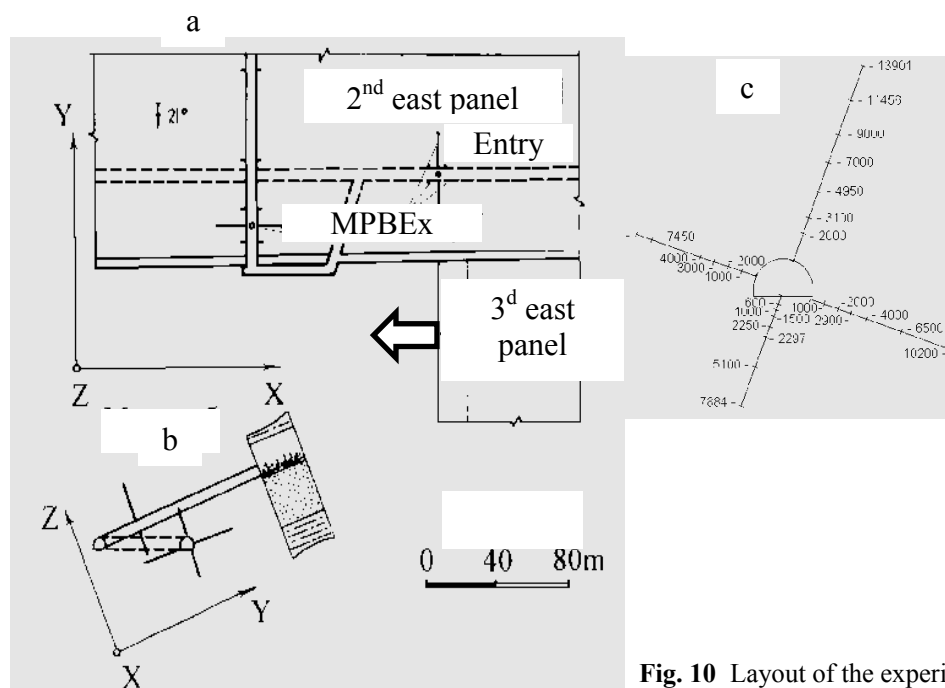 a
2nd east panel
Y
21°
Entry
MPBEx
3d east
panel
Z
X
b
Z
Y
X
0 40 80m
c
- 13901
- 11456
- 9000
- 7000
- 4950
- 3100
- 2000
7450
4000 -
3000 -
1000 -
- 2000
600 -
1000 -
2250 -
- 1500
- 2297
5100 -
7884 -
1000 -
2900 -
- 2000
- 4000
6500
10200
Fig. 10 Layout of the experi